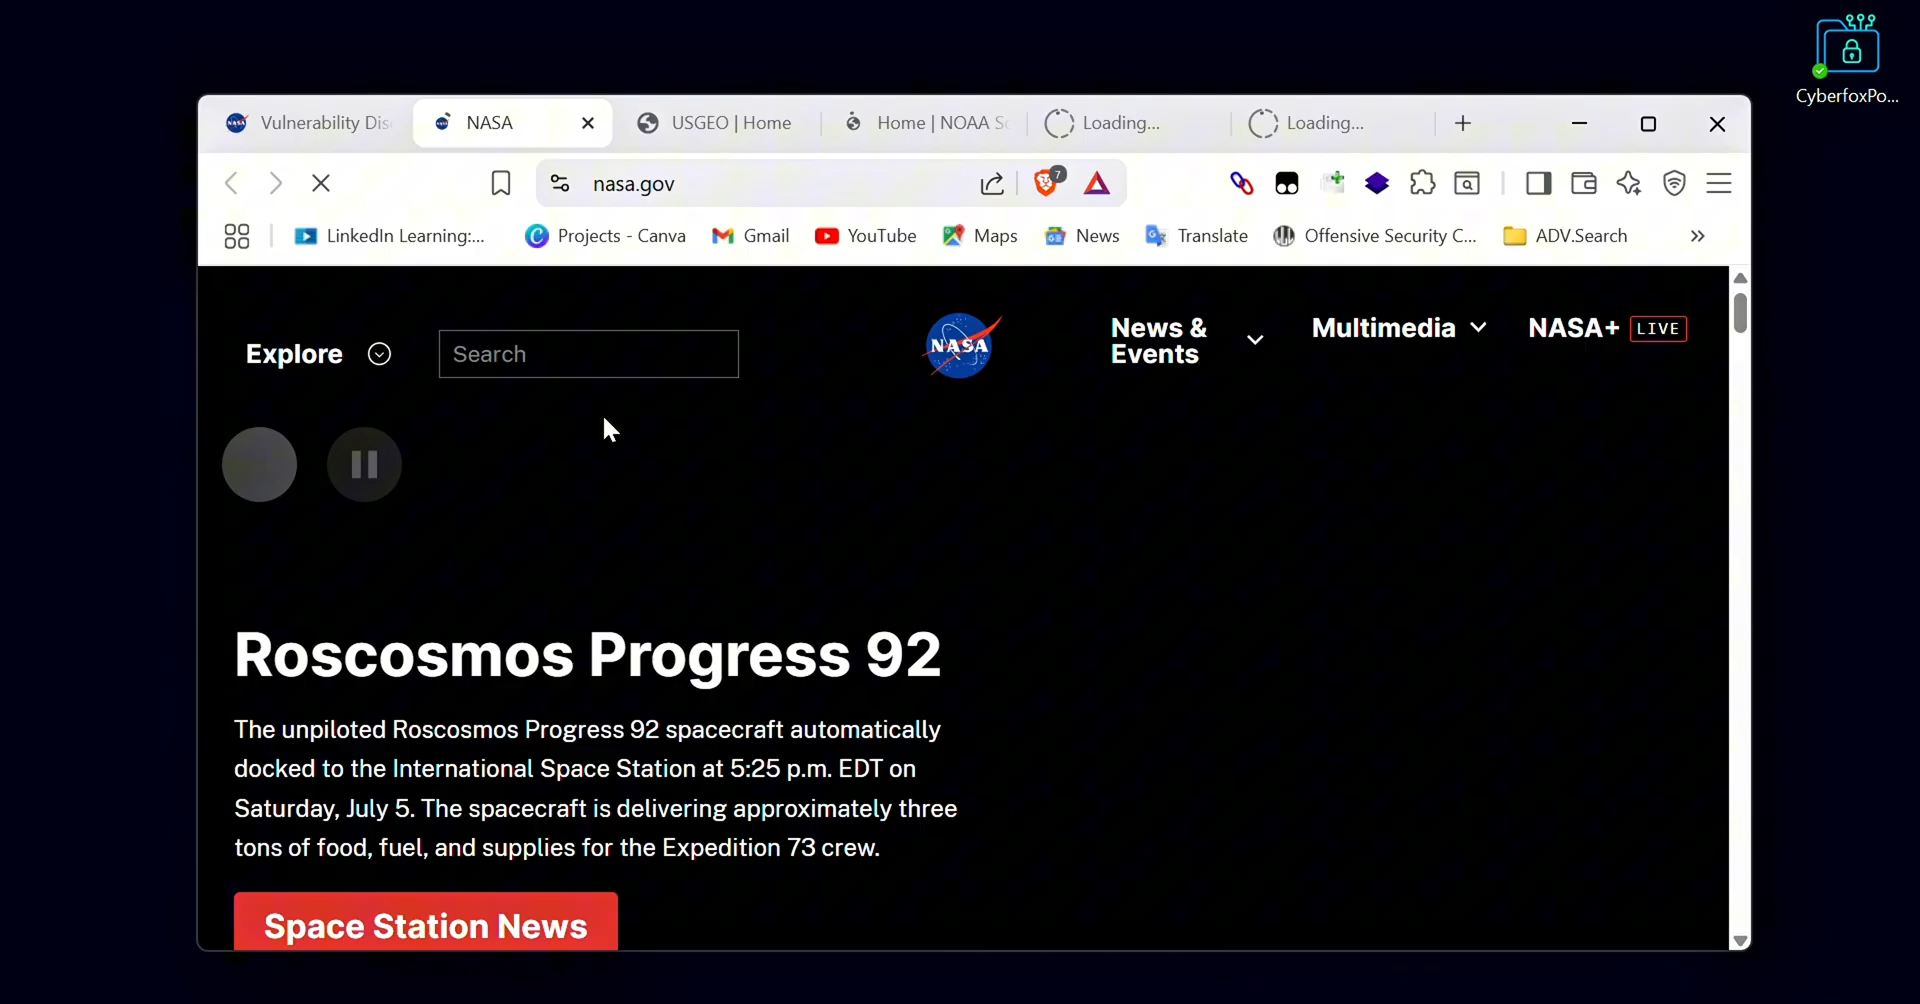 CyberfoxPo...
Vulnerability Dis
NASA
USGEO | Home
Home | NOAA Sc
Loading...
Loading...
nasa.gov
7
LinkedIn Learning:...
Projects - Canva
Gmail
YouTube
Maps
News
Translate
Offensive Security C...
ADV.Search
Explore
Search
NASA
News &
Events
Multimedia
NASA+ LIVE
Roscosmos Progress 92
The unpiloted Roscosmos Progress 92 spacecraft automatically
docked to the International Space Station at 5:25 p.m. EDT on
Saturday, July 5. The spacecraft is delivering approximately three
tons of food, fuel, and supplies for the Expedition 73 crew.
Space Station News